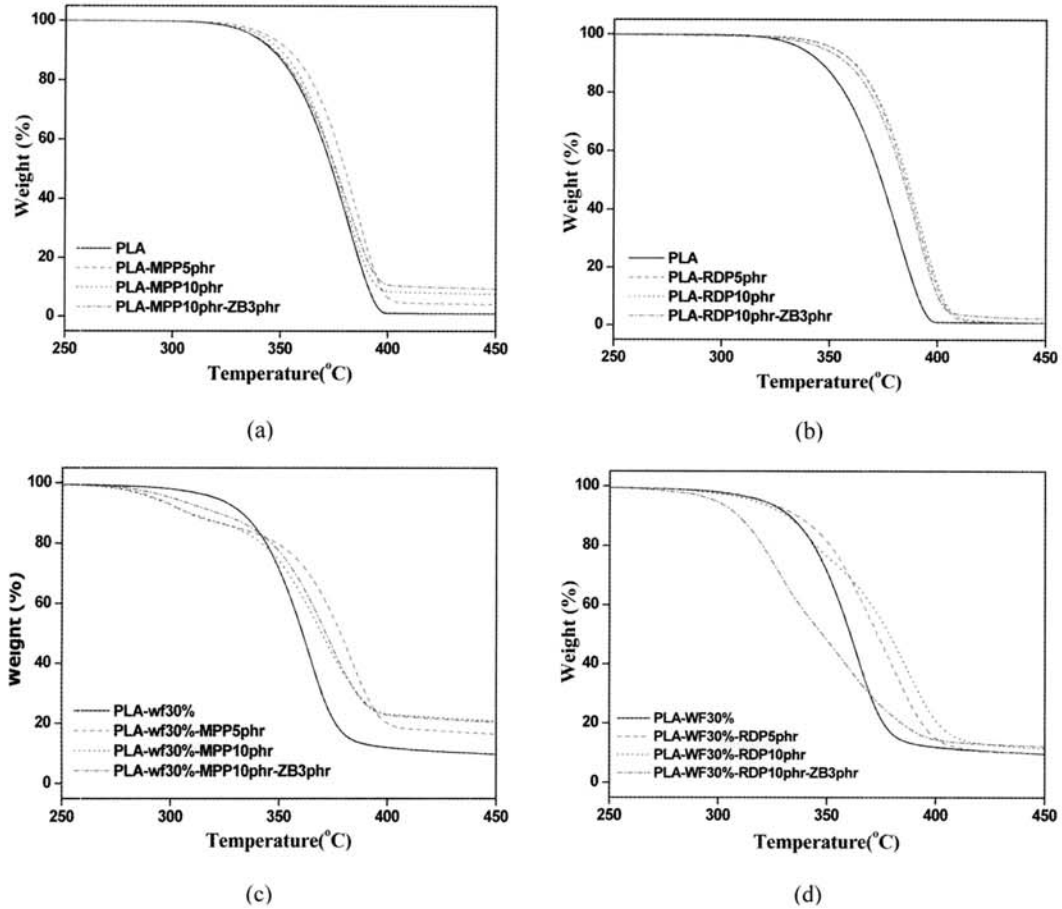 100
80
60
40
20
0
Weight (%)
PLA
PLA-MPP5phr
PLA-MPP10phr
PLA-MPP10phr-ZB3phr
250 300 350 400 450
Temperature(°C)
(a)
100
80
60
40
20
0
Weight (%)
PLA
PLA-RDP5phr
PLA-RDP10phr
PLA-RDP10phr-ZB3phr
250 300 350 400 450
Temperature(°C)
(b)
100
80
60
40
20
0
Weight (%)
PLA-wf30%
PLA-wf30%-MPP5phr
PLA-wf30%-MPP10phr
PLA-wf30%-MPP10phr-ZB3phr
250 300 350 400 450
Temperature(°C)
(c)
100
80
60
40
20
0
Weight (%)
PLA-WF30%
PLA-WF30%-RDP5phr
PLA-WF30%-RDP10phr
PLA-WF30%-RDP10phr-ZB3phr
250 300 350 400 450
Temperature(°C)
(d)